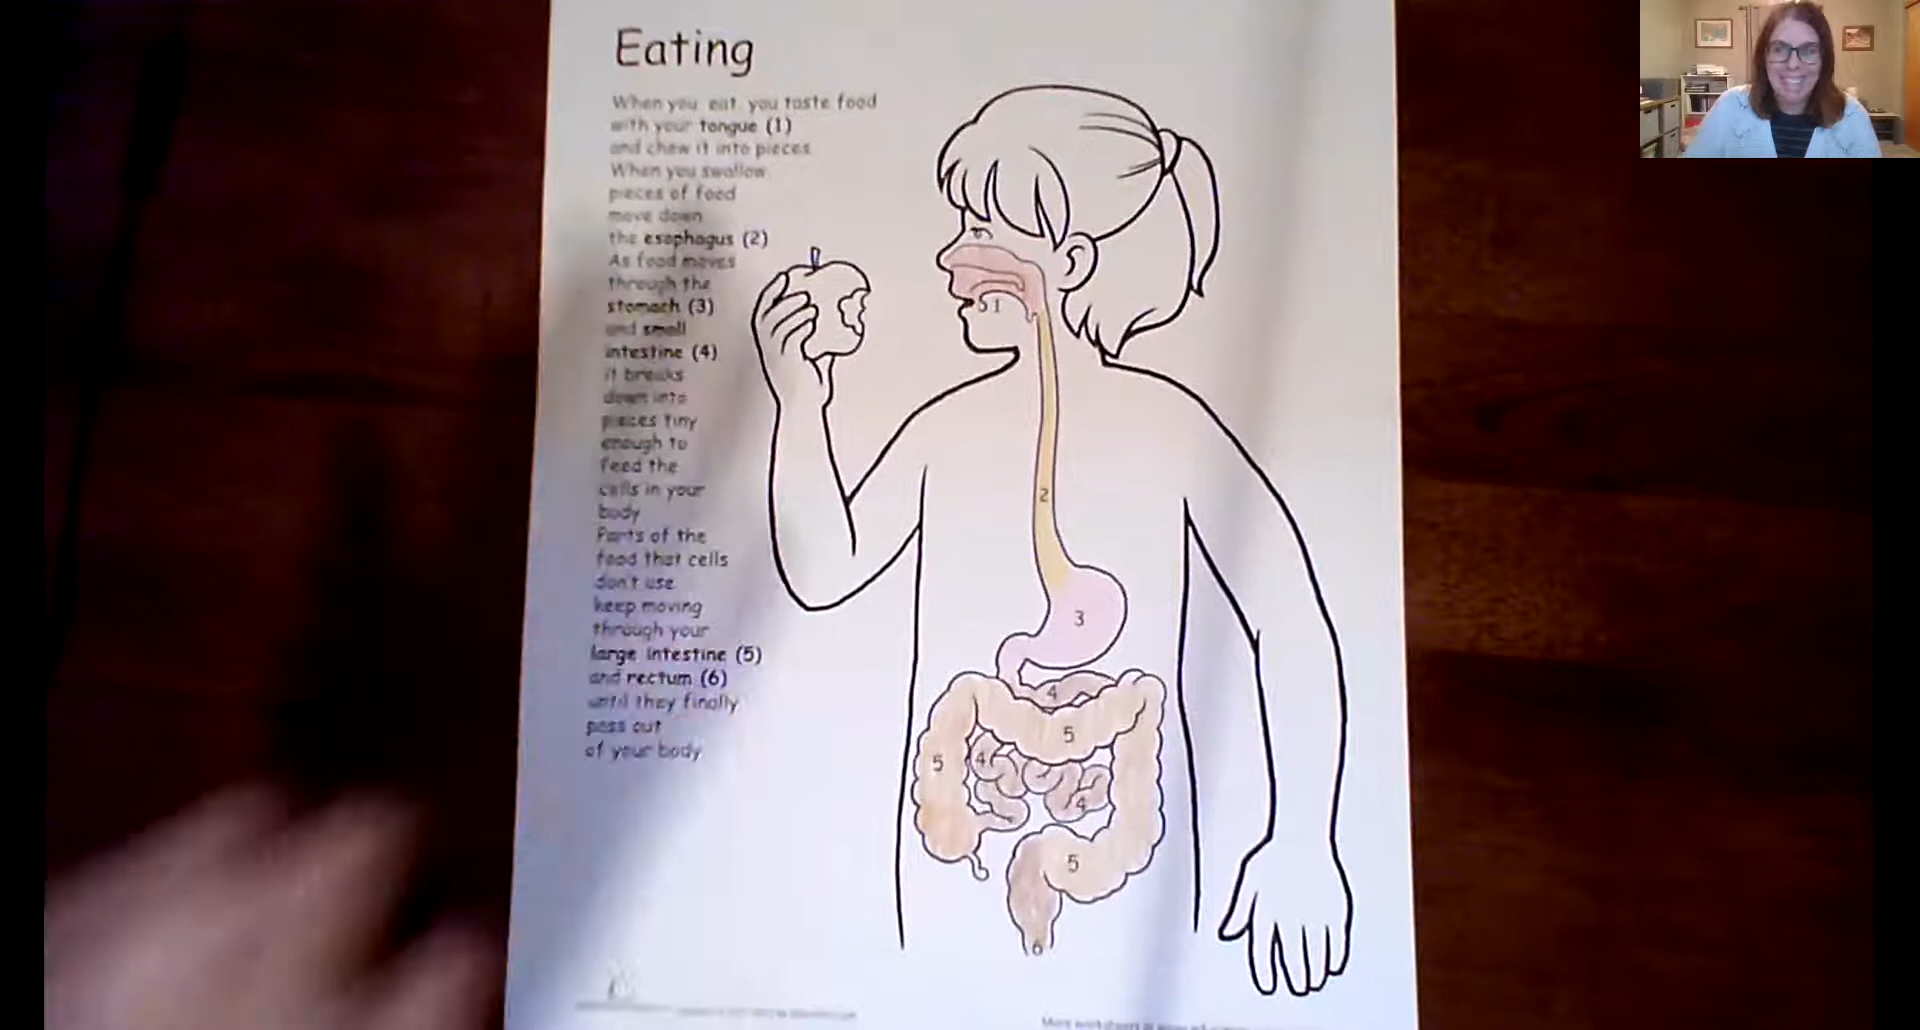 Eating
When you eat, you taste food
with your tongue (1)
and chew it into pieces
When you swallow
pieces of food
move down
the esophagus (2)
As food moves
through the
stomach (3)
and small
intestine (4)
it breaks
down into
pieces tiny
enough to
feed the
cells in your
body
Parts of the
food that cells
don't use
keep moving
through your
large intestine (5)
and rectum (6)
until they finally
pass out
of your body
1
2
3
4
5
5
4
4
5
6
More worksheets